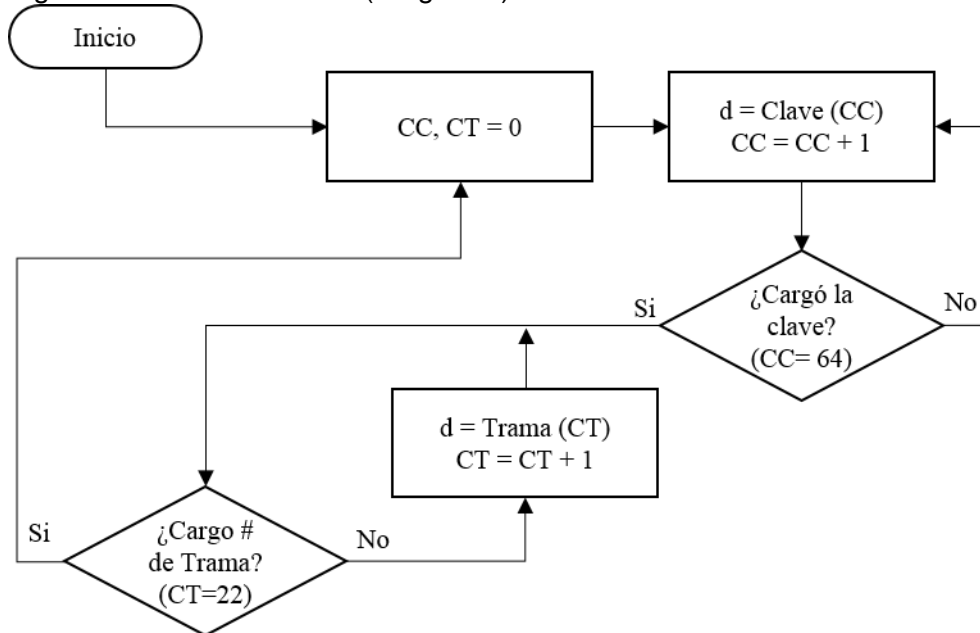 Inicio
CC, CT = 0
d = Clave (CC)
CC = CC + 1
¿Cargó la
clave?
(CC= 64)
Si
No
d = Trama (CT)
CT = CT + 1
¿Cargo #
de Trama?
(CT=22)
Si
No